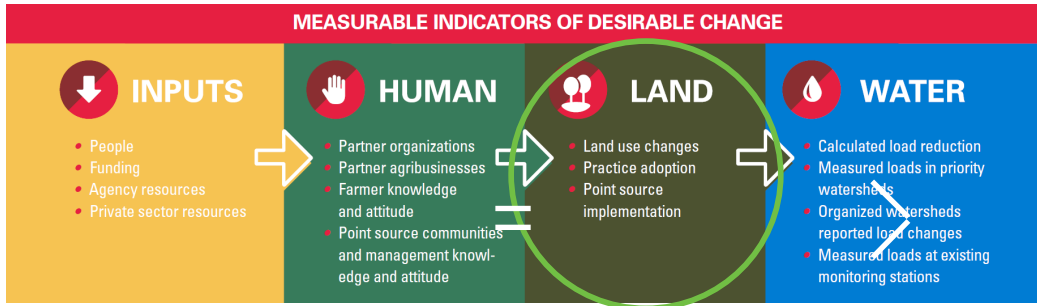 MEASURABLE INDICATORS OF DESIRABLE CHANGE
INPUTS
• People
• Funding
• Agency resources
• Private sector resources
HUMAN
• Partner organizations
• Partner agribusinesses
• Farmer knowledge
and attitude
• Point source communities
and management knowl-
edge and attitude
LAND
• Land use changes
• Practice adoption
• Point source
implementation
WATER
• Calculated load reduction
• Measured loads in priority
watersheds
• Organized watersheds
reported load changes
• Measured loads at existing
monitoring stations